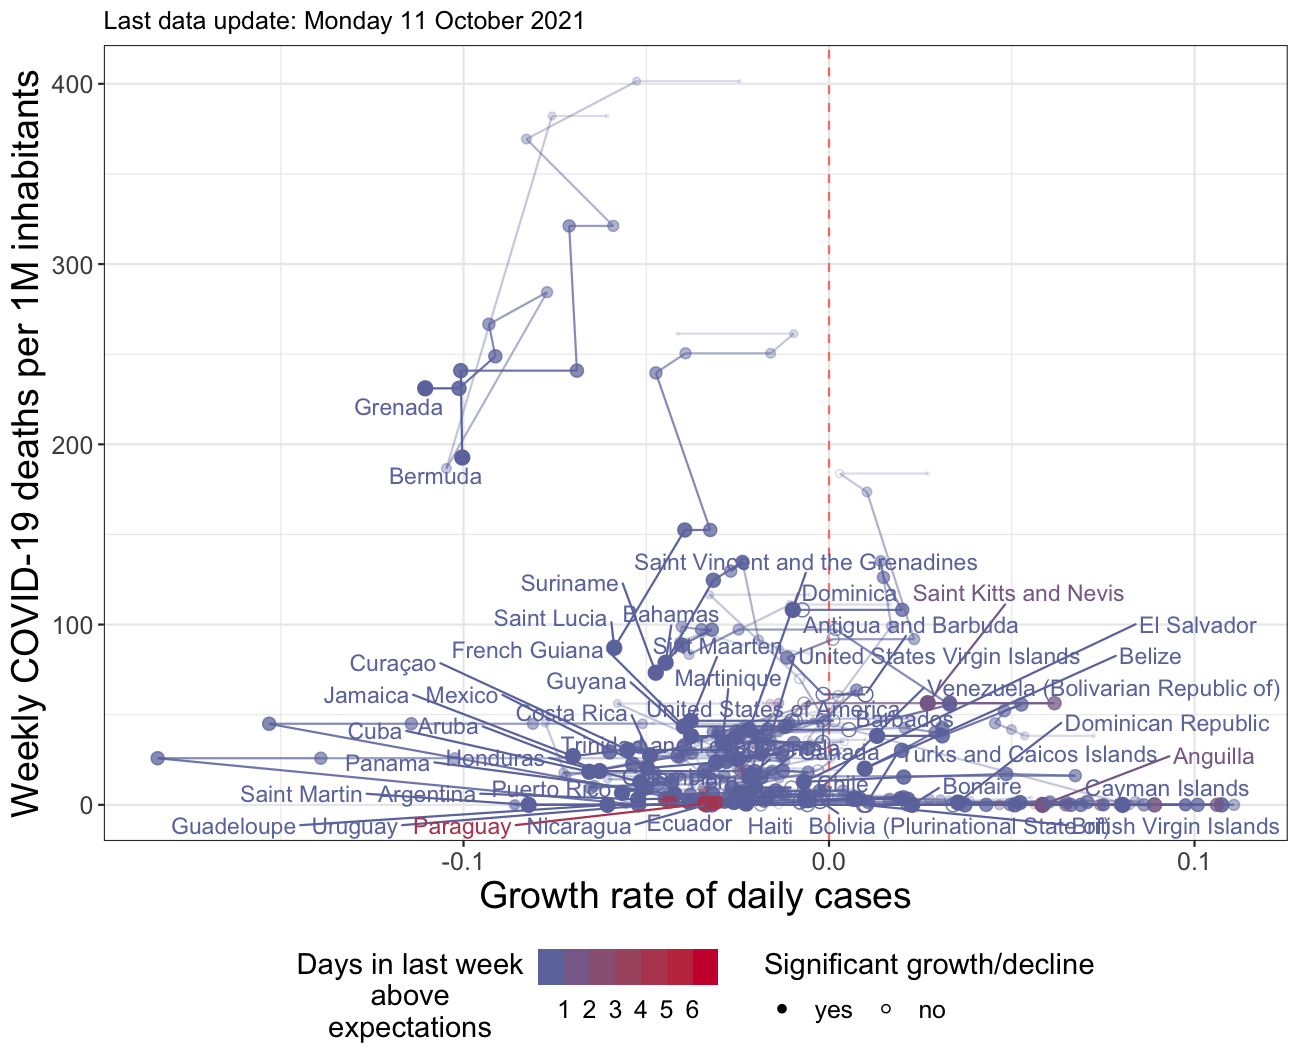 Last data update: Monday 11 October 2021
Weekly COVID-19 deaths per 1M inhabitants
400
300
200
100
0
Grenada
Bermuda
Saint Vincent and the Grenadines
Suriname
Dominica
Saint Kitts and Nevis
Saint Lucia
Bahamas
Antigua and Barbuda
El Salvador
French Guiana
Sint Maarten
United States Virgin Islands
Belize
Curaçao
Guyana
Martinique
Venezuela (Bolivarian Republic of)
Jamaica
Mexico
Costa Rica
United States of America
Barbados
Dominican Republic
Cuba
Aruba
Trinidad and
Canada
Turks and Caicos Islands
Anguilla
Panama
Honduras
Saint Martin
Argentina
Puerto Rico
Colombia
Chile
Bonaire
Cayman Islands
Guadeloupe
Uruguay
Paraguay
Nicaragua
Ecuador
Haiti
Bolivia (Plurinational State of)
British Virgin Islands
-0.1
0.0
0.1
Growth rate of daily cases
Days in last week
above
expectations
1 2 3 4 5 6
Significant growth/decline
yes
no